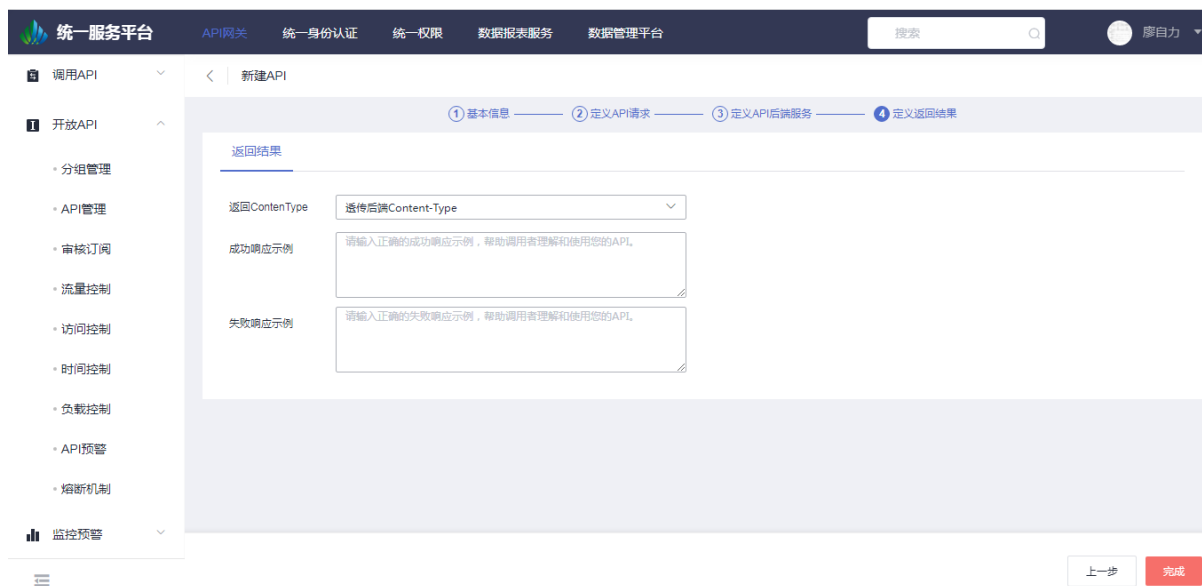 统一服务平台 API网关 统一身份认证 统一权限 数据报表服务 数据管理平台 搜索 廖自力
调用API
新建API
1 基本信息 2 定义API请求 3 定义API后端服务 4 定义返回结果
开放API
返回结果
分组管理
API管理
返回ContenType 透传后端Content-Type
审核订阅
成功响应示例 请输入正确的成功响应示例，帮助调用者理解和使用您的API。
流量控制
访问控制
失败响应示例 请输入正确的失败响应示例，帮助调用者理解和使用您的API。
时间控制
负载控制
API预警
熔断机制
监控预警
上一步 完成